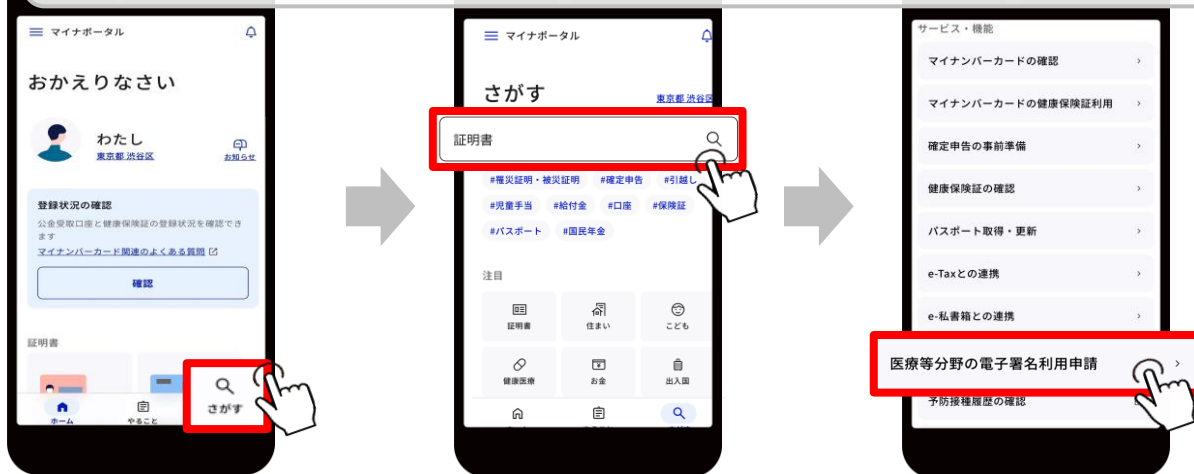 マイナポータル
おかえりなさい
わたし
東京都 渋谷区
お知らせ
登録状況の確認
公金受取口座と健康保険証の登録状況を確認でき
ます
マイナンバーカード関連のよくある質問
確認
証明書
ホーム
やること
さがす
マイナポータル
さがす
東京都 渋谷区
証明書
#罹災証明・被災証明 #確定申告 #引越し
#児童手当 #給付金 #口座 #保険証
#パスポート #国民年金
注目
証明書
住まい
こども
健康医療
お金
出入国
サービス・機能
マイナンバーカードの確認
マイナンバーカードの健康保険証利用
確定申告の事前準備
健康保険証の確認
パスポート取得・更新
e-Taxとの連携
e-私書箱との連携
医療等分野の電子署名利用申請
予防接種履歴の確認